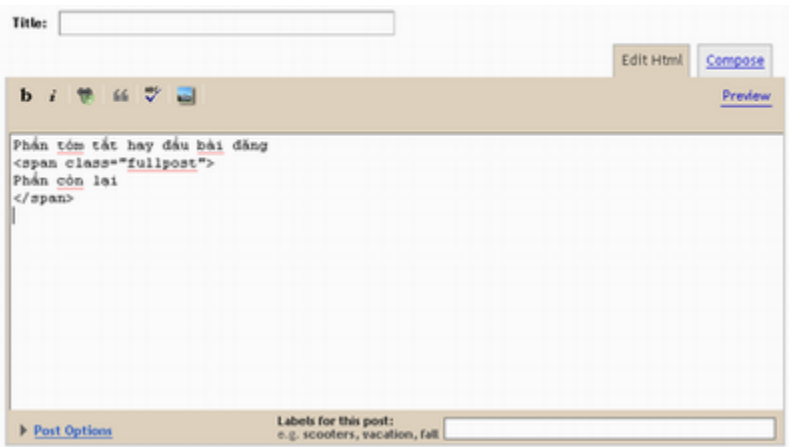 Title:
Edit Html Compose
b i
Preview
Phần tóm tắt hay đầu bài đăng
<span class="fullpost">
Phần còn lại
</span>
Post Options
Labels for this post:
e.g. scooters, vacation, fall